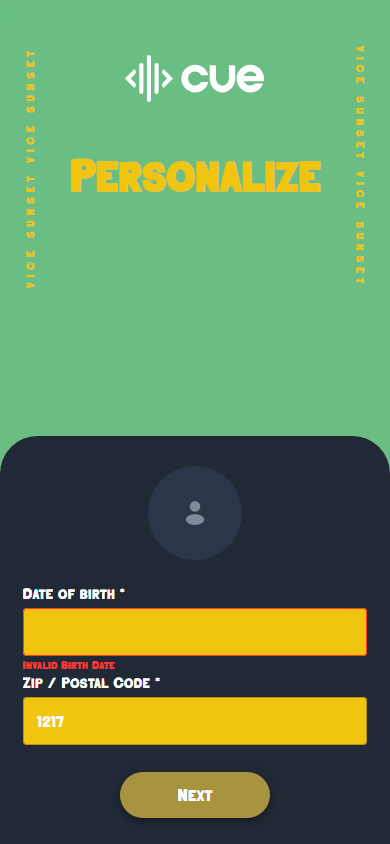 cue
VICE SUNSET VICE SUNSET
VICE SUNSET VICE SUNSET
Personalize
Date of birth *
Invalid Birth Date
Zip / Postal Code *
1217
Next